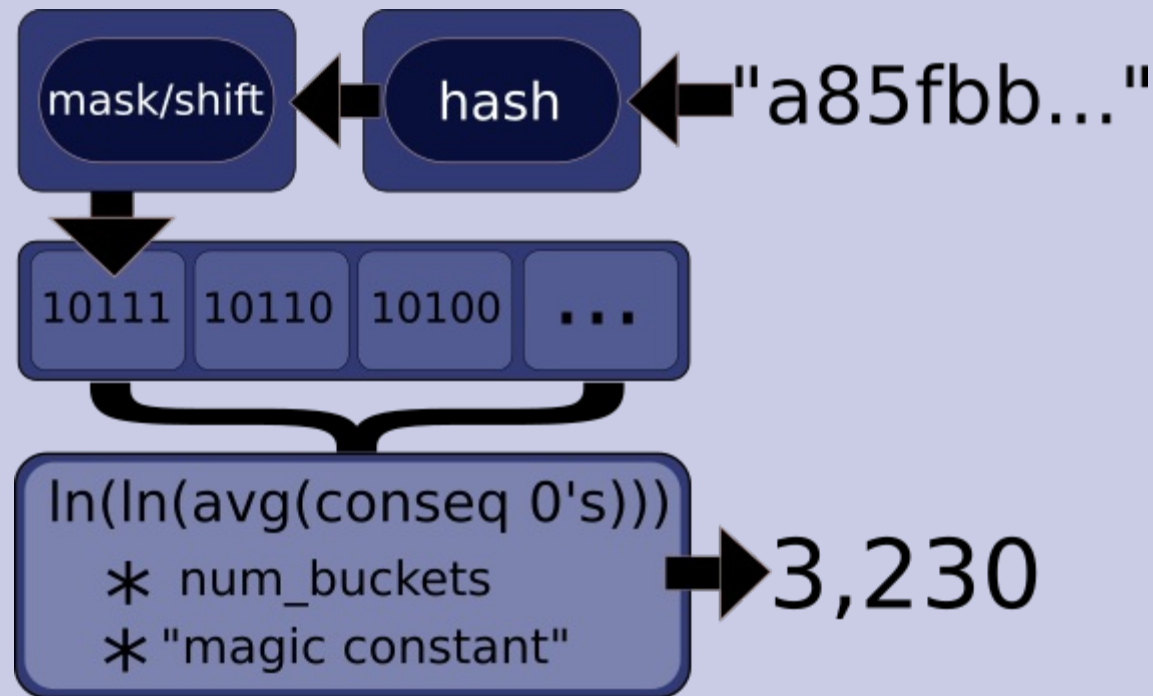 mask/shift
hash
"a85fbb..."
10111
10110
10100
...
ln(ln(avg(conseq 0's)))
* num_buckets
* "magic constant"
3,230